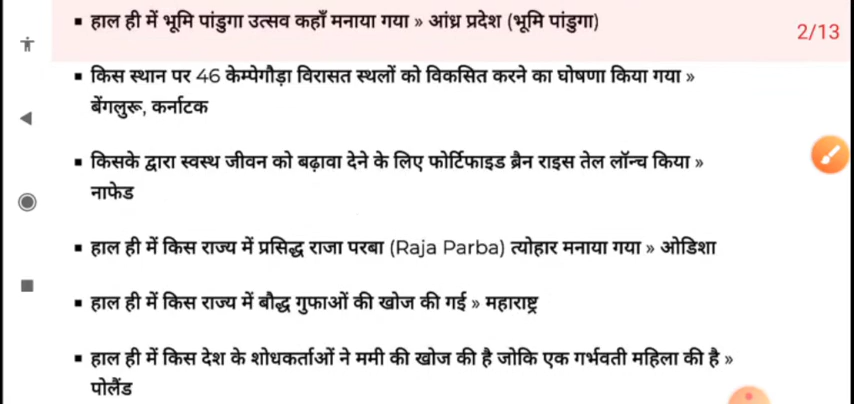 ▪ हाल ही में भूमि पांडुगा उत्सव कहाँ मनाया गया » आंध्र प्रदेश (भूमि पांडुगा)
2/13
▪ किस स्थान पर 46 केम्पेगौड़ा विरासत स्थलों को विकसित करने का घोषणा किया गया »
बेंगलुरू, कर्नाटक
▪ किसके द्वारा स्वस्थ जीवन को बढ़ावा देने के लिए फोर्टिफाइड ब्रैन राइस तेल लॉन्च किया »
नाफेड
▪ हाल ही में किस राज्य में प्रसिद्ध राजा परबा (Raja Parba) त्योहार मनाया गया » ओडिशा
▪ हाल ही में किस राज्य में बौद्ध गुफाओं की खोज की गई » महाराष्ट्र
▪ हाल ही में किस देश के शोधकर्ताओं ने ममी की खोज की है जोकि एक गर्भवती महिला की है »
पोलैंड